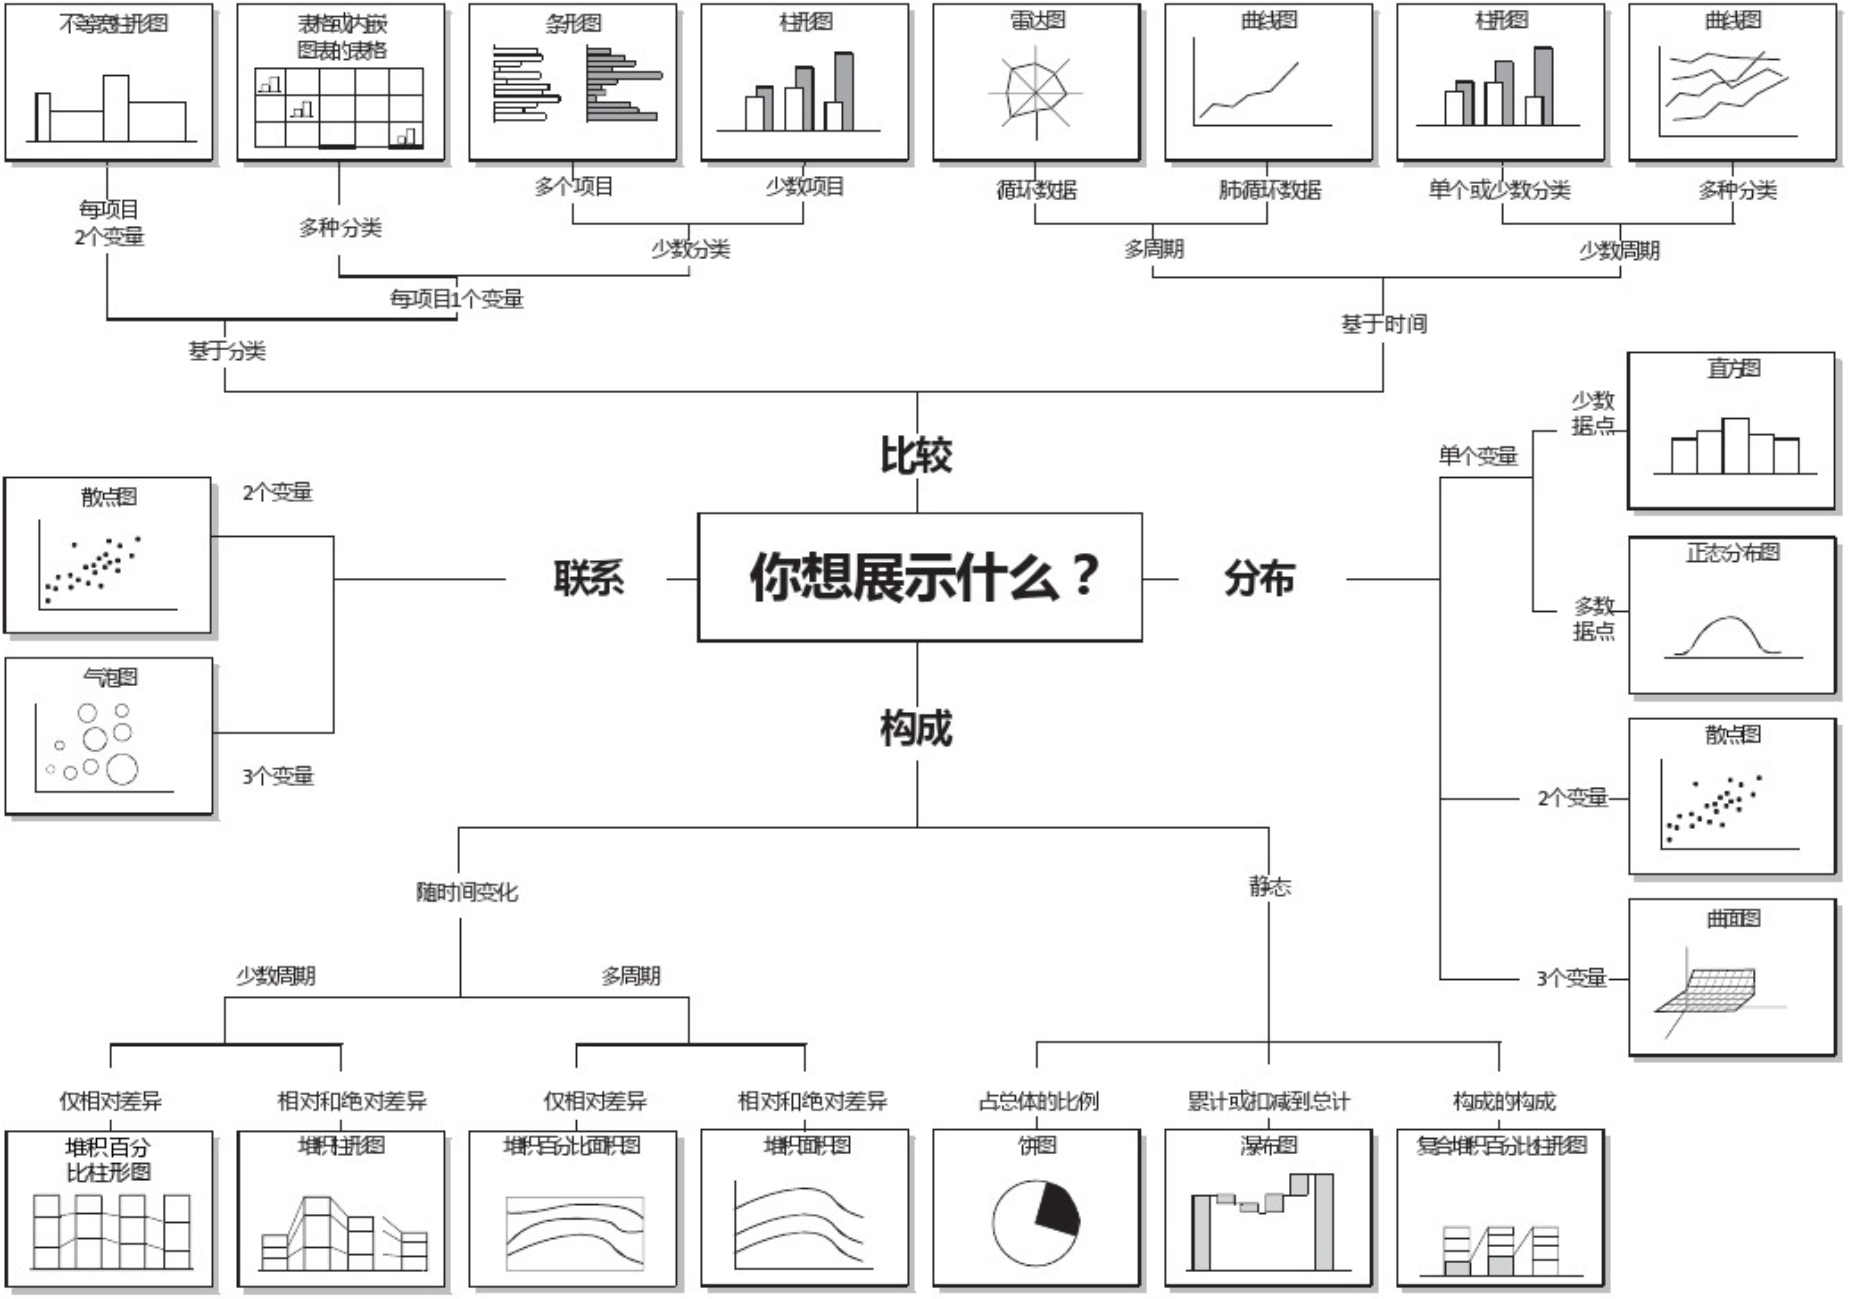 不等宽柱形图
表格或内嵌
图表的表格
条形图
柱形图
雷达图
曲线图
柱形图
曲线图
每项目
2个变量
多种分类
多个项目
少数项目
循环数据
肺循环数据
单个或少数分类
多种分类
少数分类
多周期
少数周期
每项目1个变量
基于分类
基于时间
比较
直方图
少数
据点
单个变量
散点图
2个变量
联系
你想展示什么？
分布
正态分布图
多数
据点
气泡图
3个变量
构成
散点图
2个变量
曲面图
3个变量
随时间变化
静态
少数周期
多周期
仅相对差异
相对和绝对差异
仅相对差异
相对和绝对差异
占总体的比例
累计或扣减到总计
构成的构成
堆积百分
比柱形图
堆积柱形图
堆积百分比面积图
堆积面积图
饼图
瀑布图
复合堆积百分比柱形图